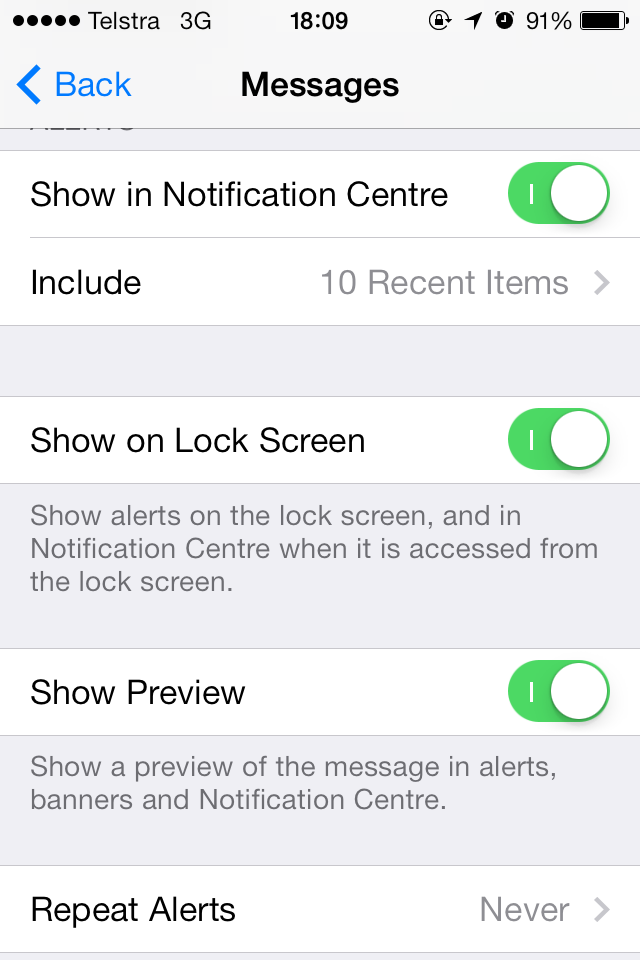 Telstra 3G 18:09 91%
Back Messages
Show in Notification Centre
Include 10 Recent Items
Show on Lock Screen
Show alerts on the lock screen, and in
Notification Centre when it is accessed from
the lock screen.
Show Preview
Show a preview of the message in alerts,
banners and Notification Centre.
Repeat Alerts Never